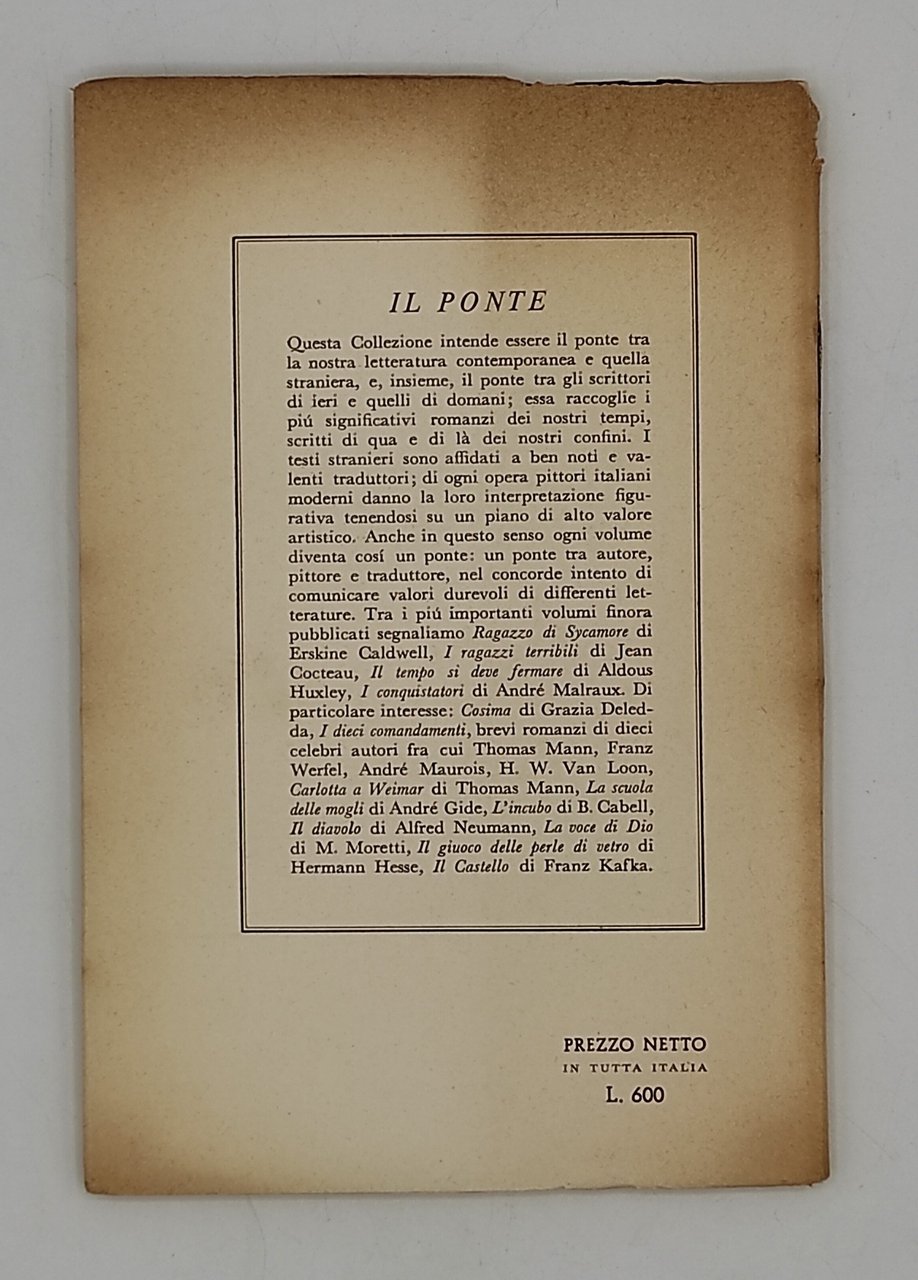 IL PONTE
Questa Collezione intende essere il ponte tra
la nostra letteratura contemporanea e quella
straniera, e, insieme, il ponte tra gli scrittori
di ieri e quelli di domani; essa raccoglie i
piú significativi romanzi dei nostri tempi,
scritti di qua e di là dei nostri confini. I
testi stranieri sono affidati a ben noti e va-
lenti traduttori; di ogni opera pittori italiani
moderni danno la loro interpretazione figu-
rativa tenendosi su un piano di alto valore
artistico. Anche in questo senso ogni volume
diventa cosí un ponte: un ponte tra autore,
pittore e traduttore, nel concorde intento di
comunicare valori durevoli di differenti let-
terature. Tra i piú importanti volumi finora
pubblicati segnaliamo Ragazzo di Sycamore di
Erskine Caldwell, I ragazzi terribili di Jean
Cocteau, Il tempo si deve fermare di Aldous
Huxley, I conquistatori di André Malraux. Di
particolare interesse: Cosima di Grazia Deled-
da, I dieci comandamenti, brevi romanzi di dieci
celebri autori fra cui Thomas Mann, Franz
Werfel, André Maurois, H. W. Van Loon,
Carlotta a Weimar di Thomas Mann, La scuola
delle mogli di André Gide, L'incubo di B. Cabell,
Il diavolo di Alfred Neumann, La voce di Dio
di M. Moretti, Il giuoco delle perle di vetro di
Hermann Hesse, Il Castello di Franz Kafka.
PREZZO NETTO
IN TUTTA ITALIA
L. 600